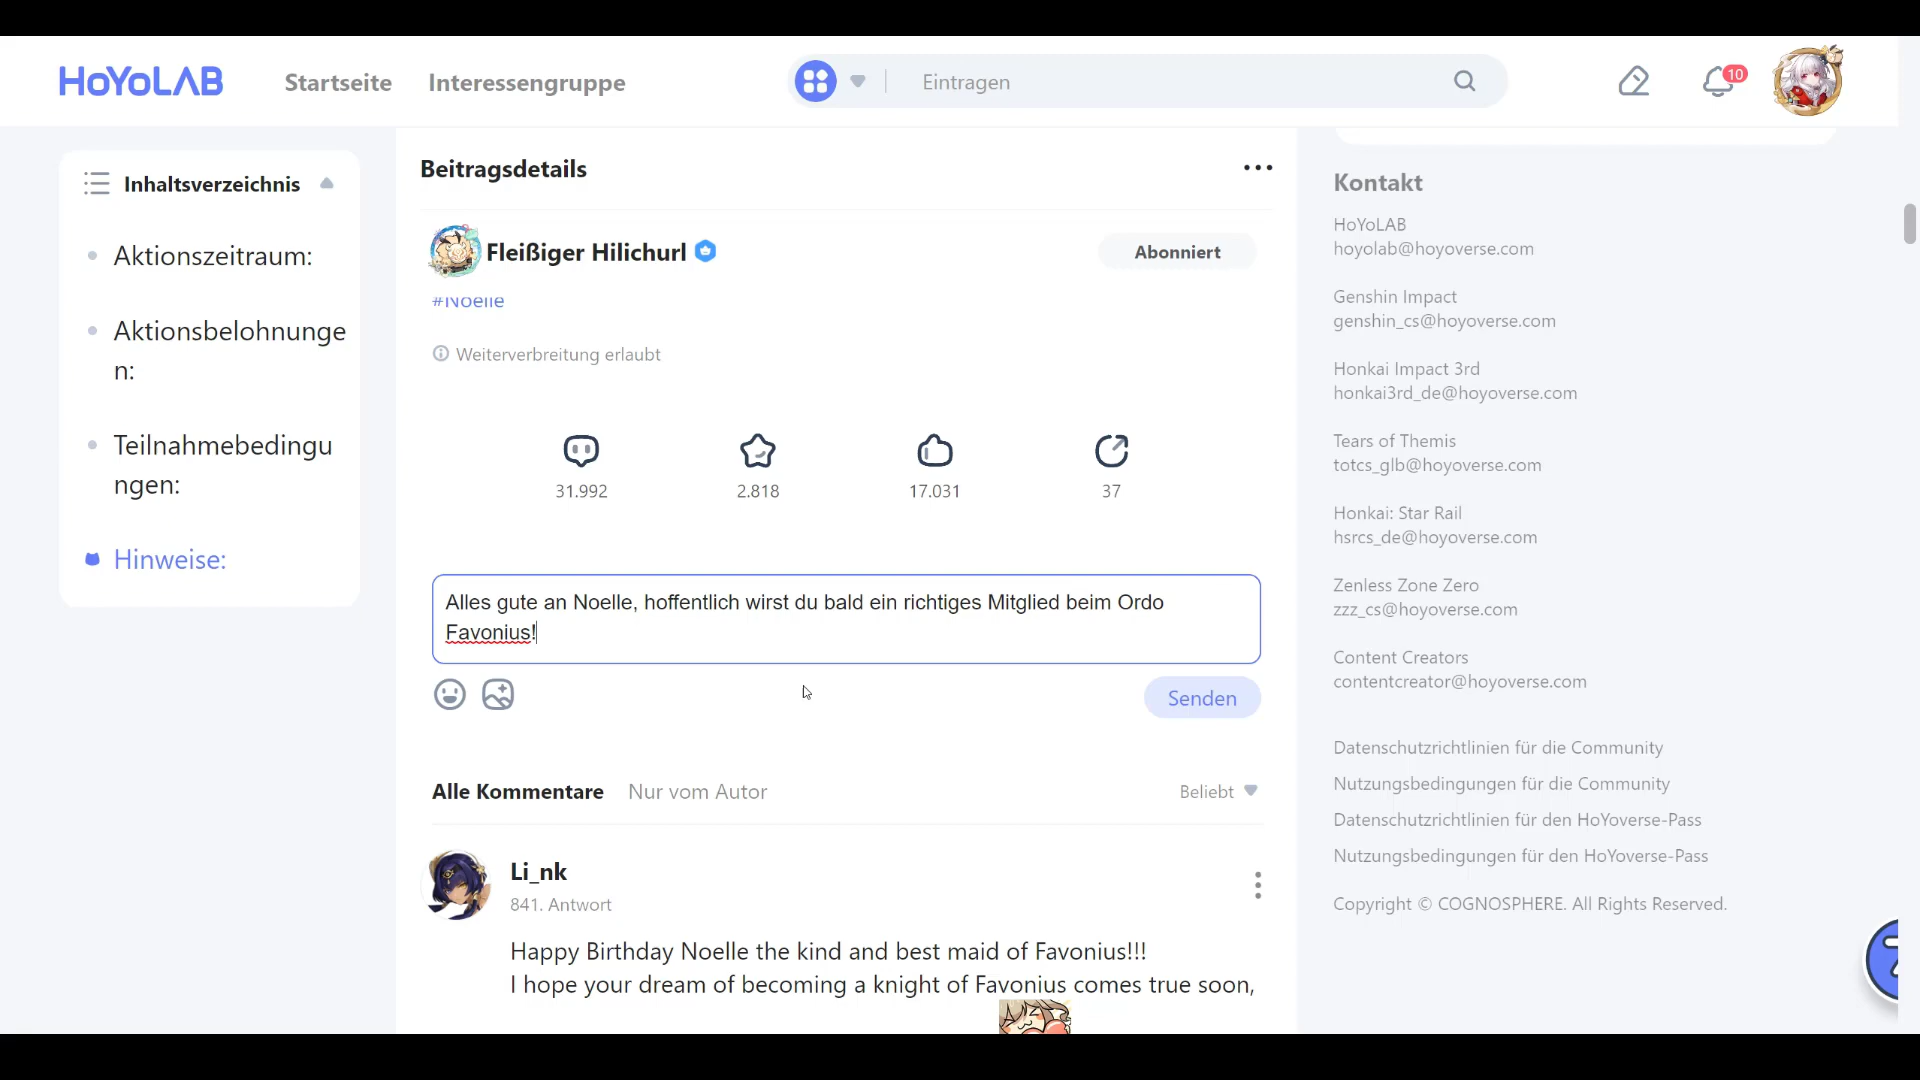 HoYoLAB
Startseite
Interessengruppe
Eintragen
10
Inhaltsverzeichnis
Aktionszeitraum:
Aktionsbelohnunge
n:
Teilnahmebedingu
ngen:
Hinweise:
Beitragsdetails
Fleißiger Hilichurl
Abonniert
#Noelle
Weiterverbreitung erlaubt
31.992
2.818
17.031
37
Alles gute an Noelle, hoffentlich wirst du bald ein richtiges Mitglied beim Ordo
Favonius!
Senden
Alle Kommentare
Nur vom Autor
Beliebt
Li_nk
841. Antwort
Happy Birthday Noelle the kind and best maid of Favonius!!!
I hope your dream of becoming a knight of Favonius comes true soon,
Kontakt
HoYoLAB
hoyolab@hoyoverse.com
Genshin Impact
genshin_cs@hoyoverse.com
Honkai Impact 3rd
honkai3rd_de@hoyoverse.com
Tears of Themis
totcs_glb@hoyoverse.com
Honkai: Star Rail
hsrcs_de@hoyoverse.com
Zenless Zone Zero
zzz_cs@hoyoverse.com
Content Creators
contentcreator@hoyoverse.com
Datenschutzrichtlinien für die Community
Nutzungsbedingungen für die Community
Datenschutzrichtlinien für den HoYoverse-Pass
Nutzungsbedingungen für den HoYoverse-Pass
Copyright © COGNOSPHERE. All Rights Reserved.